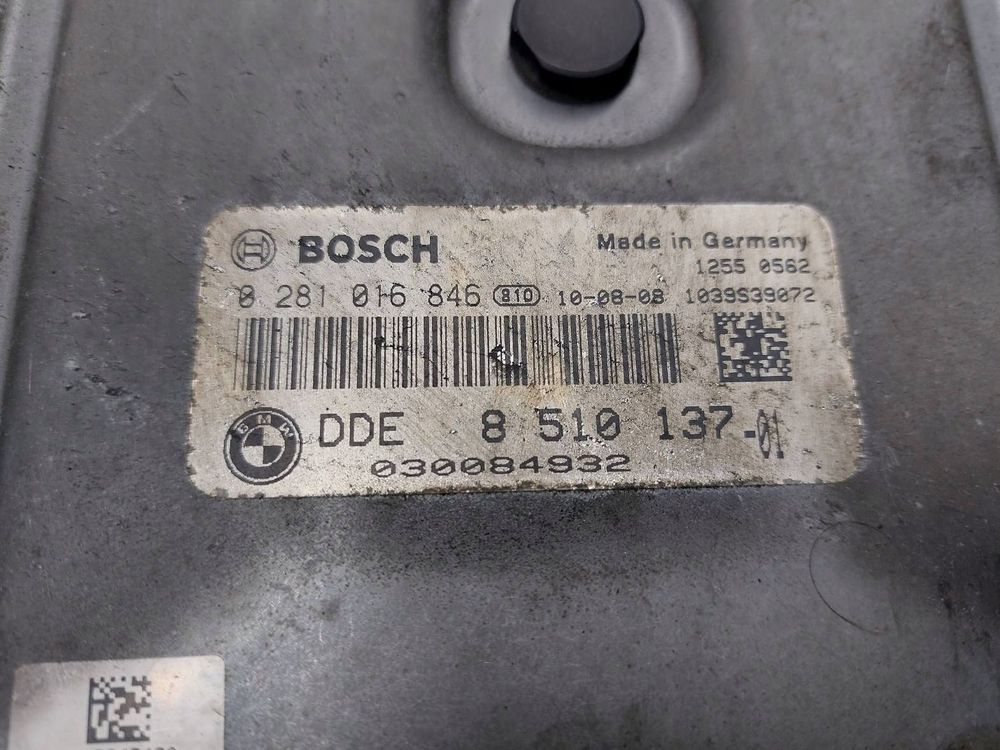 BOSCH Made in Germany
1255 0562
0 281 016 846 810 10-08-08 1039S39072
BMW DDE 8 510 137-01
030084932